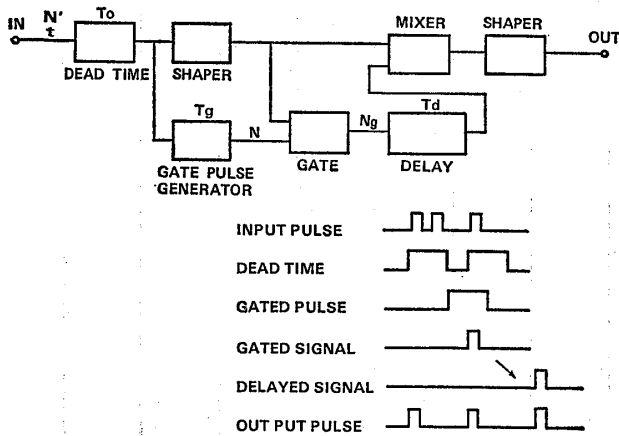 IN
N't
To
DEAD TIME
SHAPER
MIXER
SHAPER
OUT
Tg
N
GATE PULSE
GENERATOR
GATE
Ng
Td
DELAY
INPUT PULSE
DEAD TIME
GATED PULSE
GATED SIGNAL
DELAYED SIGNAL
OUT PUT PULSE